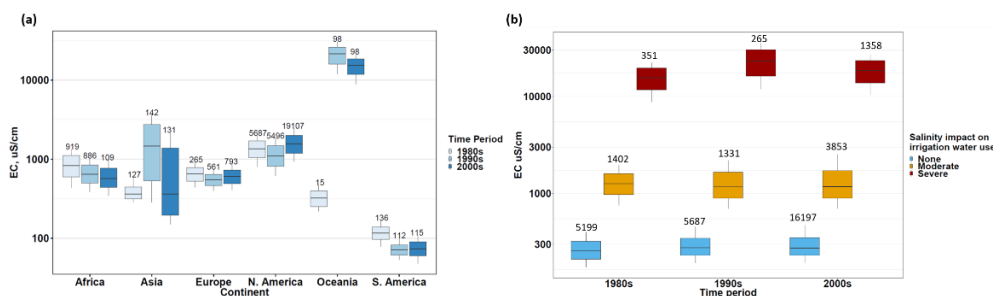 (a)
EC, uS/cm
10000
1000
100
919
886
109
127
142
131
265
561
793
5687
5496
19107
15
98
98
136
112
115
Africa
Asia
Europe
N. America
Oceania
S. America
Continent
Time Period
1980s
1990s
2000s
(b)
EC, uS/cm
30000
10000
3000
1000
300
351
265
1358
1402
1331
3853
5199
5687
16197
1980s
1990s
2000s
Time period
Salinity impact on
irrigation water use
None
Moderate
Severe